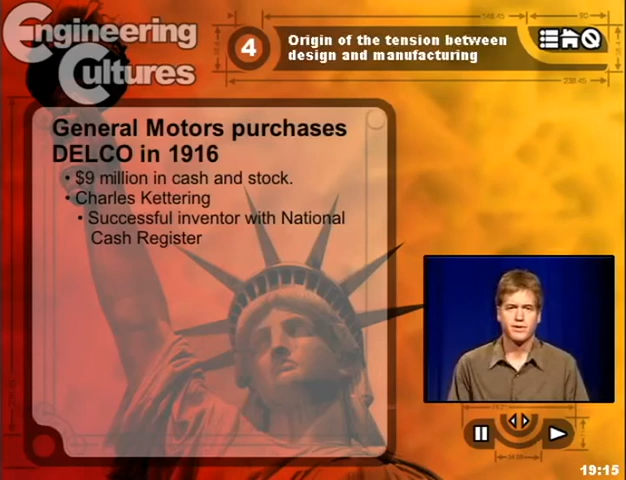 Engineering
Cultures
4
Origin of the tension between
design and manufacturing
General Motors purchases
DELCO in 1916
• $9 million in cash and stock.
• Charles Kettering
• Successful inventor with National
Cash Register
19:15